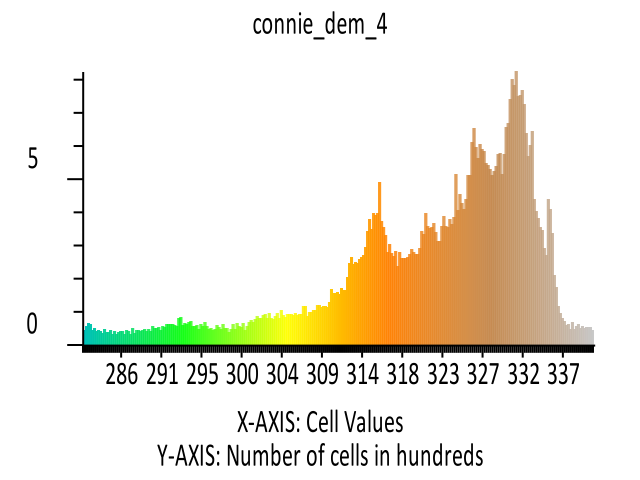 connie_dem_4
5
0
286 291 295 300 304 309 314 318 323 327 332 337
X-AXIS: Cell Values
Y-AXIS: Number of cells in hundreds